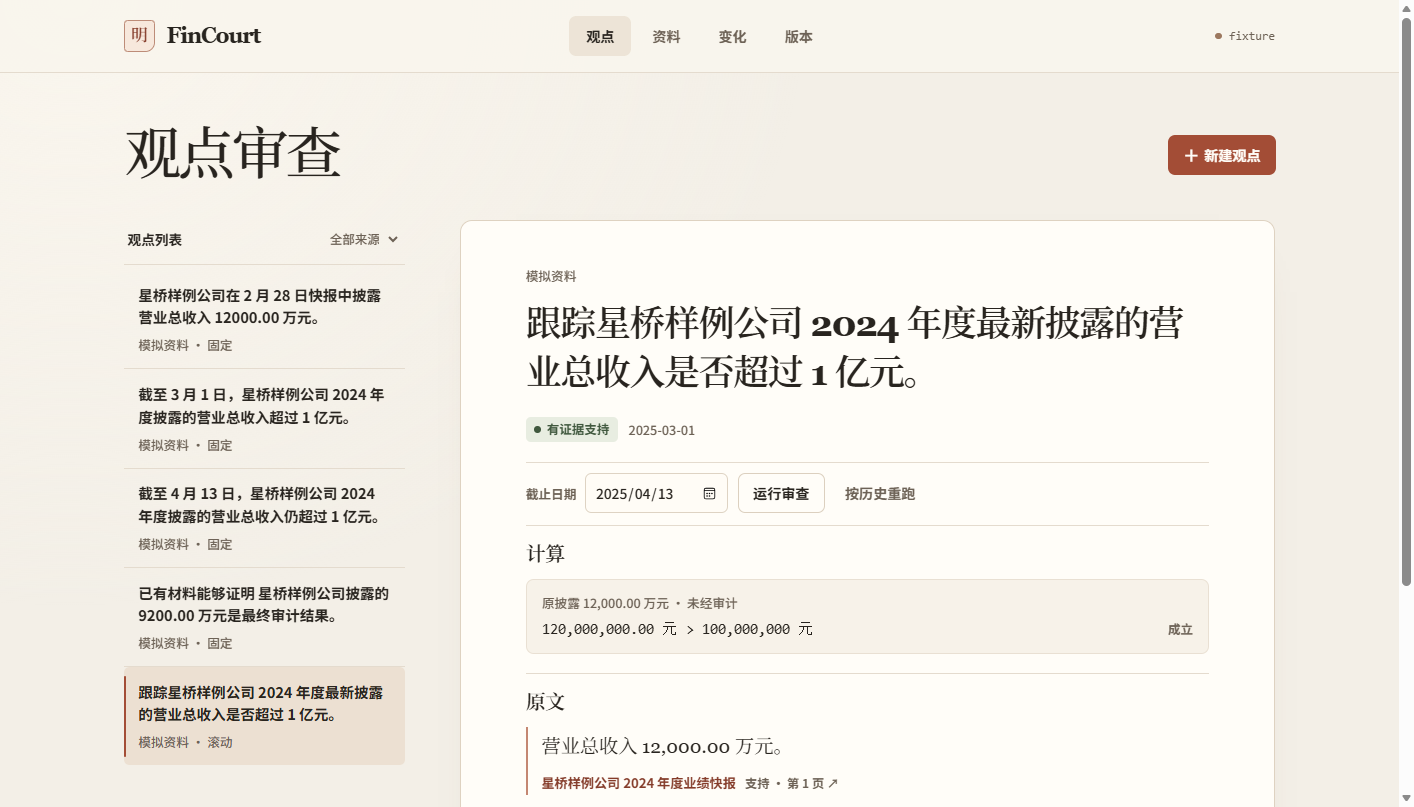 明 FinCourt
观点 资料 变化 版本
fixture
观点审查
+ 新建观点
观点列表 全部来源
星桥样例公司在 2 月 28 日快报中披露
营业总收入 12000.00 万元。
模拟资料 · 固定
截至 3 月 1 日，星桥样例公司 2024 年
度披露的营业总收入超过 1 亿元。
模拟资料 · 固定
截至 4 月 13 日，星桥样例公司 2024
年度披露的营业总收入仍超过 1 亿元。
模拟资料 · 固定
已有材料能够证明 星桥样例公司披露的
9200.00 万元是最终审计结果。
模拟资料 · 固定
跟踪星桥样例公司 2024 年度最新披露
的营业总收入是否超过 1 亿元。
模拟资料 · 滚动
模拟资料
跟踪星桥样例公司 2024 年度最新披露的营
业总收入是否超过 1 亿元。
有证据支持 2025-03-01
截止日期 2025/04/13 运行审查 按历史重跑
计算
原披露 12,000.00 万元 · 未经审计
120,000,000.00 元 > 100,000,000 元 成立
原文
营业总收入 12,000.00 万元。
星桥样例公司 2024 年度业绩快报 支持 · 第 1 页 ↗